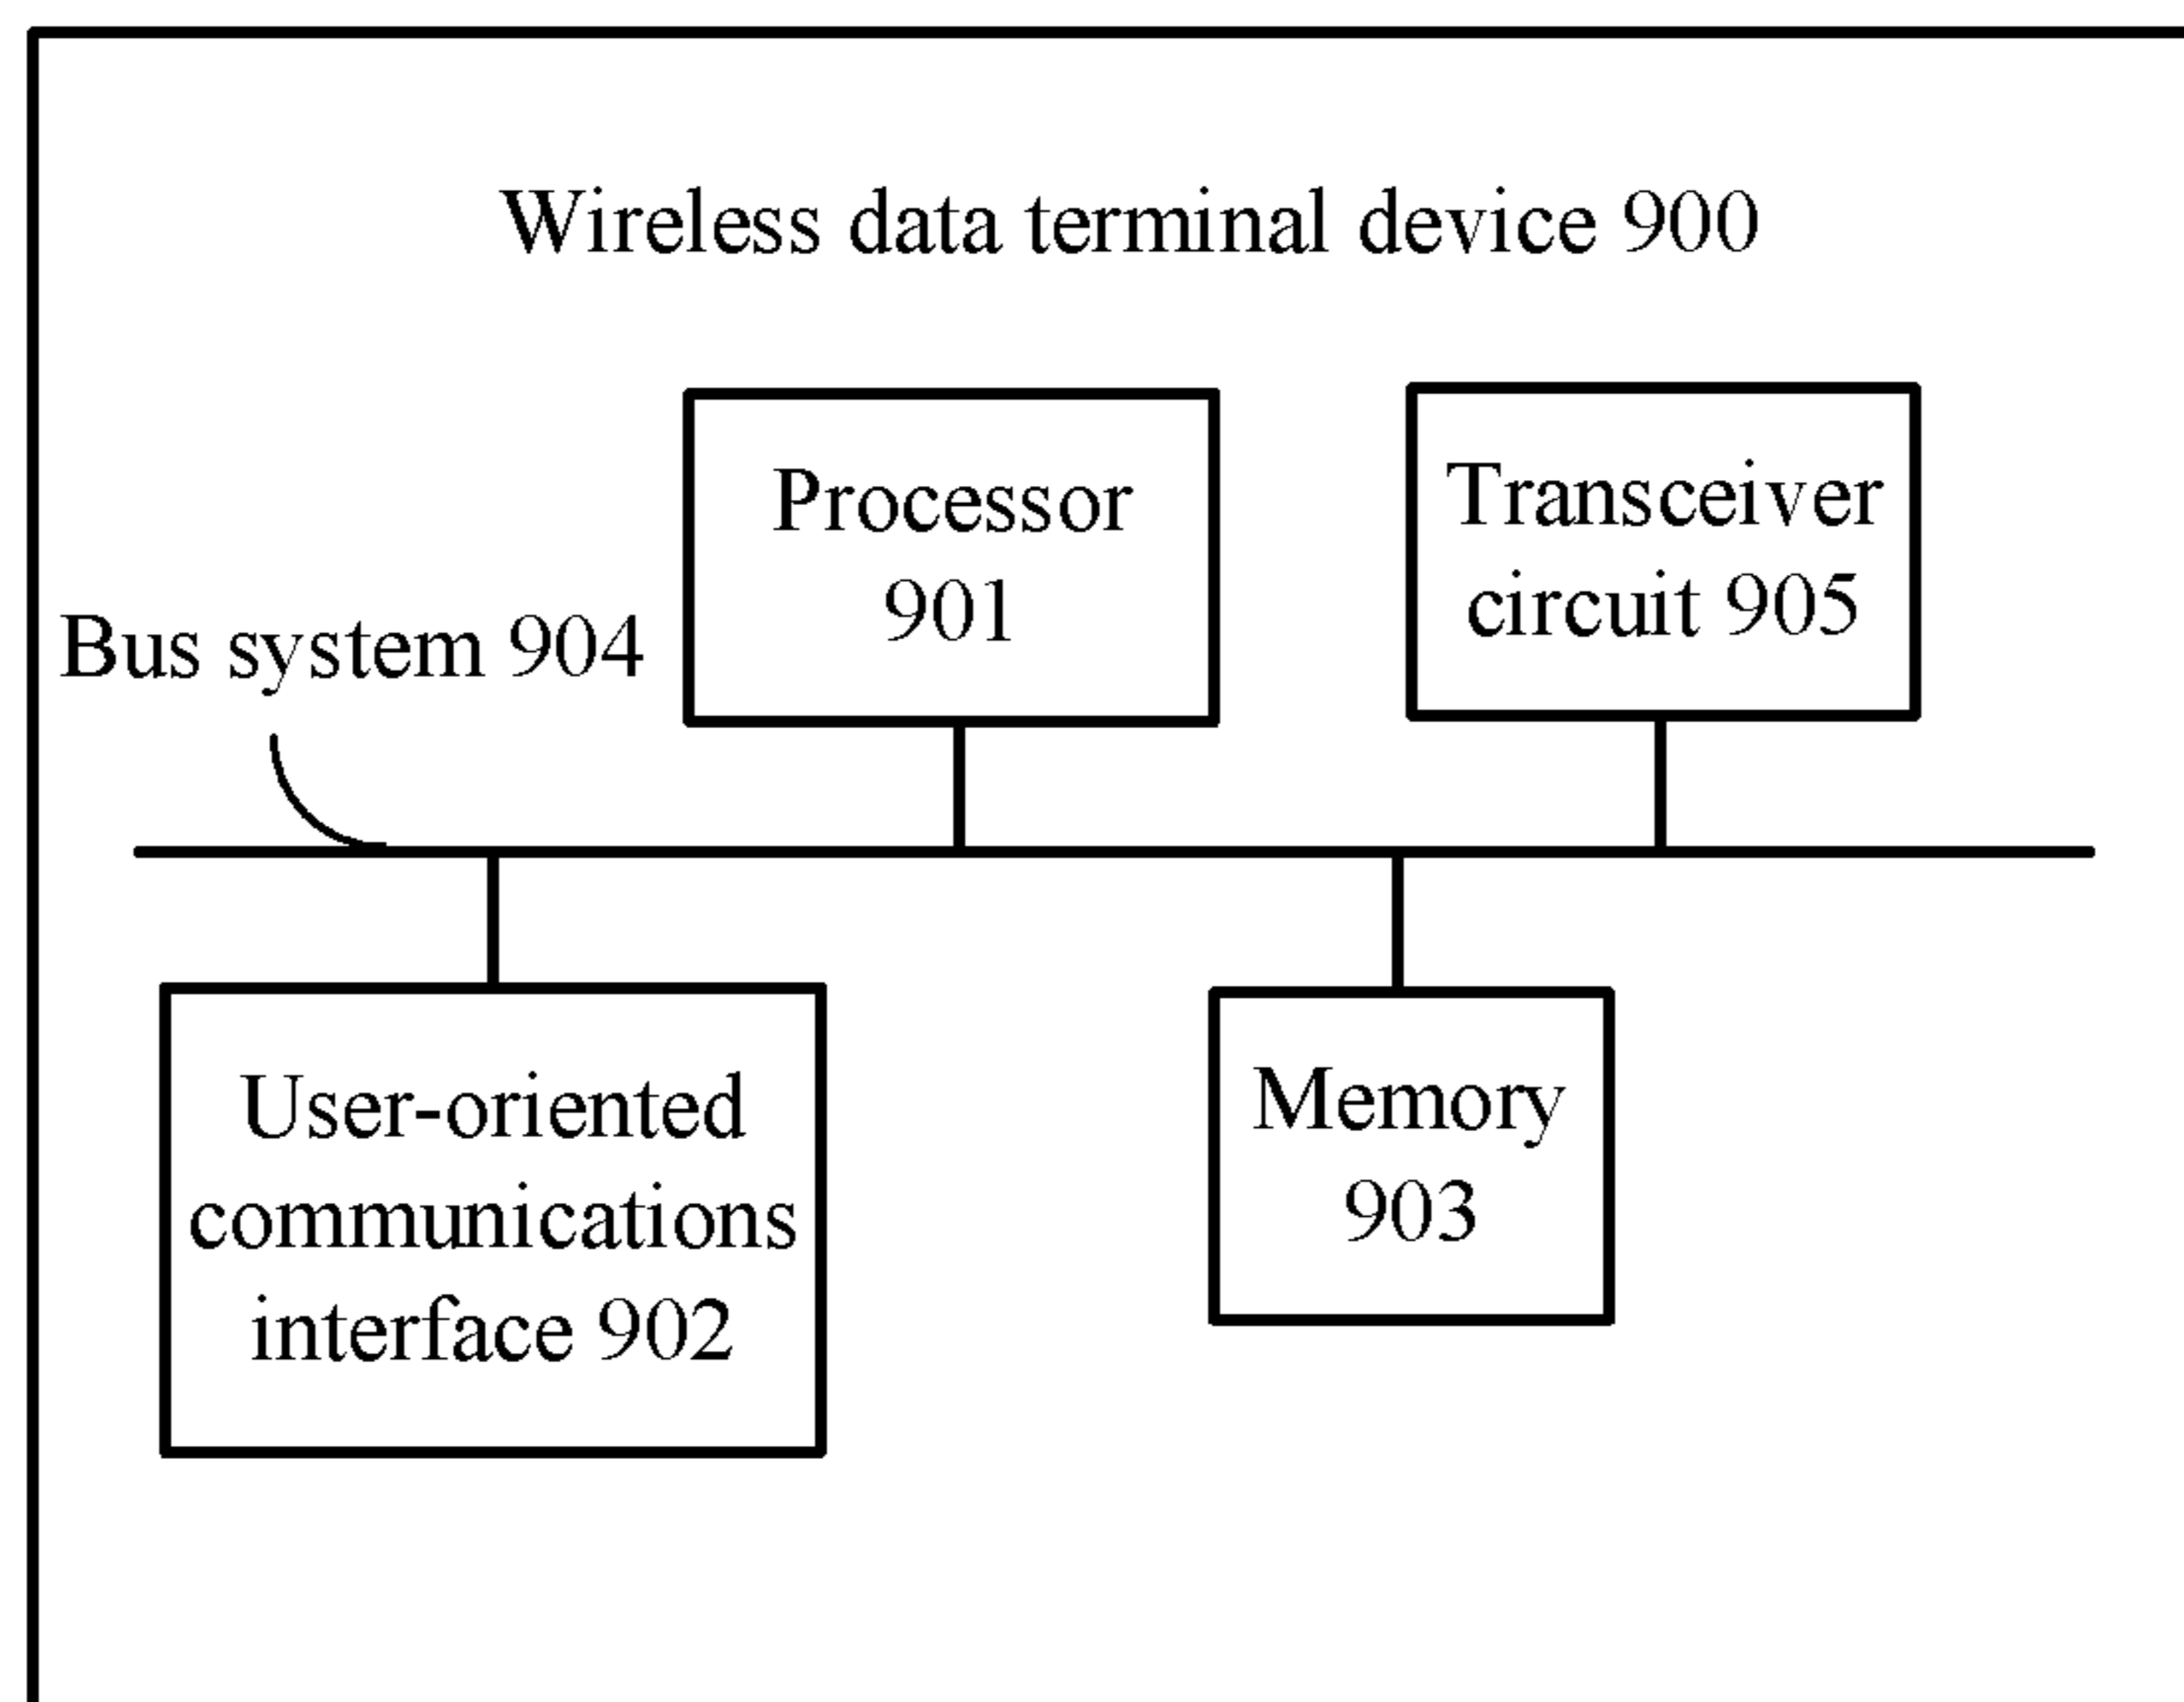 Wireless data terminal device 900
Processor
901
Transceiver
circuit 905
Bus system 904
User-oriented
communications
interface 902
Memory
903